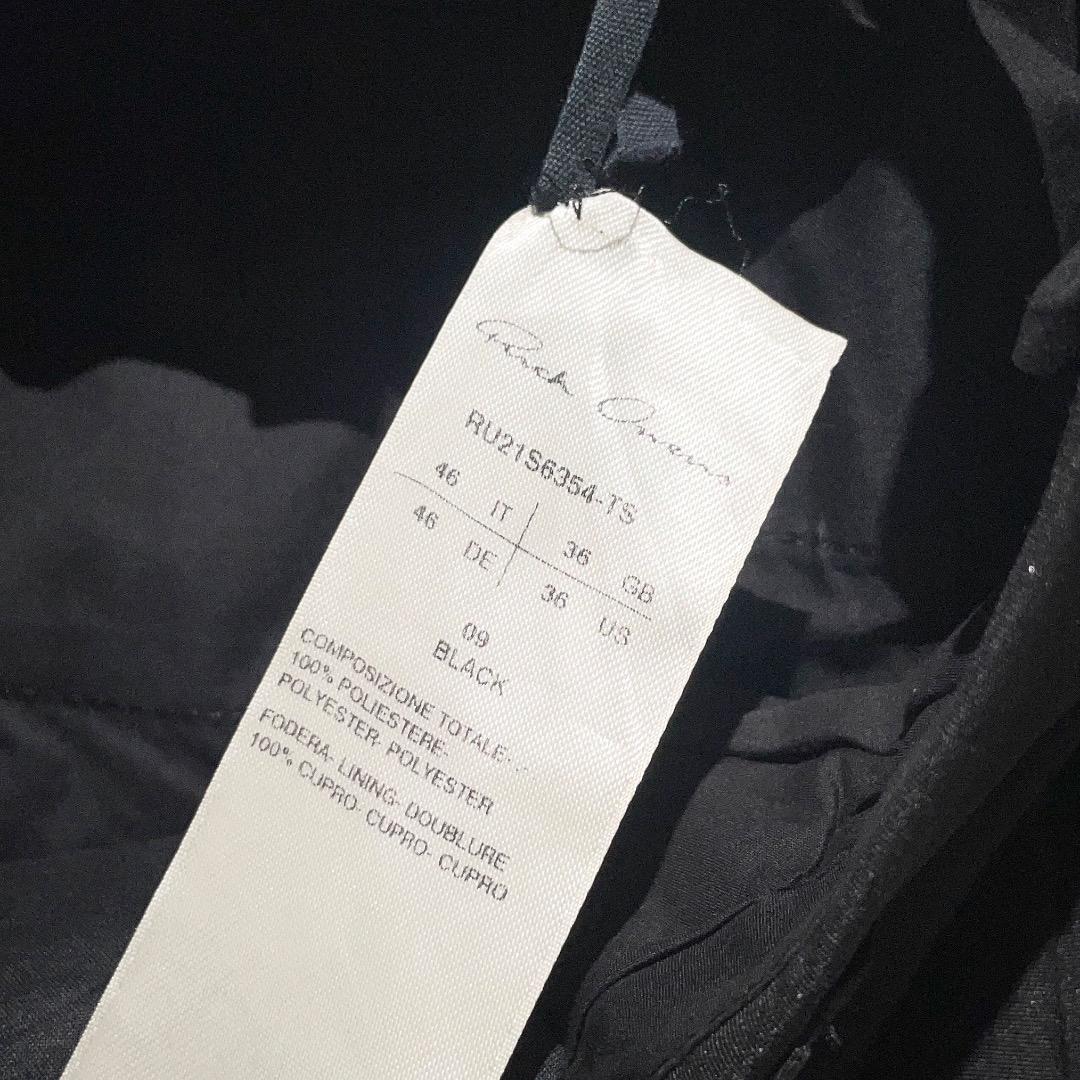 Rick Owens
RU21S6354-TS
46 IT 36 GB
46 DE 36 US
09
BLACK
COMPOSIZIONE TOTALE-
100% POLIESTERE-
POLYESTER- POLYESTER
FODERA- LINING- DOUBLURE
100% CUPRO- CUPRO- CUPRO